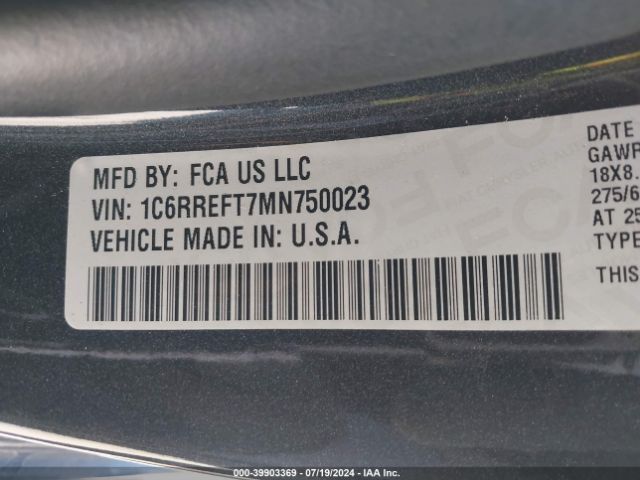 MFD BY: FCA US LLC
VIN: 1C6RREFT7MN750023
VEHICLE MADE IN: U.S.A.
DATE
GAWR
18X8.
275/6
AT 25
TYPE
THIS
000-39903369 - 07/19/2024 - IAA Inc.